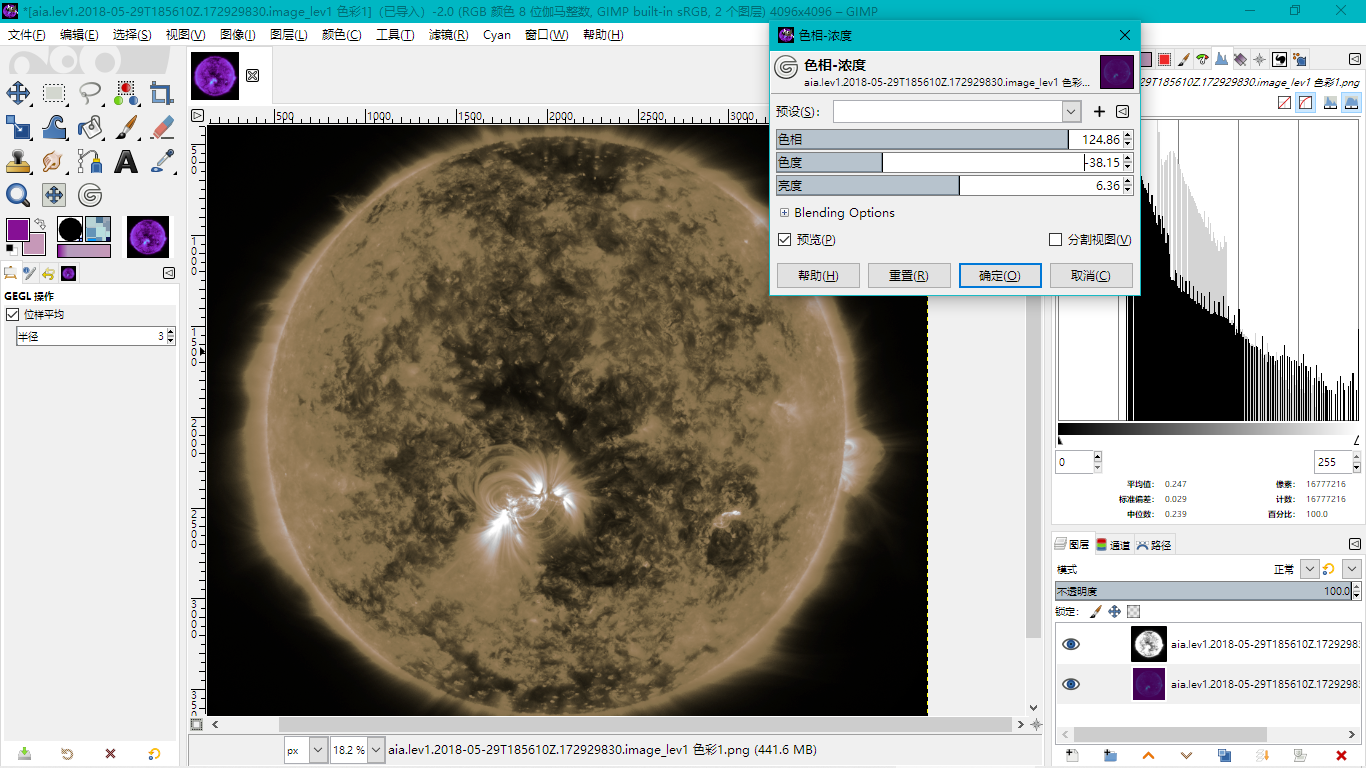 *[aia.lev1.2018-05-29T185610Z.172929830.image_lev1 色彩1] (已导入) -2.0 (RGB 颜色 8 位伽马整数, GIMP built-in sRGB, 2 个图层) 4096x4096 – GIMP
文件(F) 编辑(E) 选择(S) 视图(V) 图像(I) 图层(L) 颜色(C) 工具(T) 滤镜(R) Cyan 窗口(W) 帮助(H)
色相-浓度
色相-浓度
aia.lev1.2018-05-29T185610Z.172929830.image_lev1 色彩...
预设(S):
色相 124.86
色度 -38.15
亮度 6.36
Blending Options
预览(P) 分割视图(V)
帮助(H) 重置(R) 确定(O) 取消(C)
29T185610Z.172929830.image_lev1 色彩1.png
500 1000 1500 2000 2500 3000
500
1000
1500
2000
2500
3000
350
GEGL 操作
位样平均
半径 3
0 255
平均值: 0.247 像素: 16777216
标准偏差: 0.029 计数: 16777216
中位数: 0.239 百分比: 100.0
图层 通道 路径
模式 正常
不透明度 100.0
锁定:
aia.lev1.2018-05-29T185610Z.1729298
aia.lev1.2018-05-29T185610Z.1729298
px 18.2 % aia.lev1.2018-05-29T185610Z.172929830.image_lev1 色彩1.png (441.6 MB)